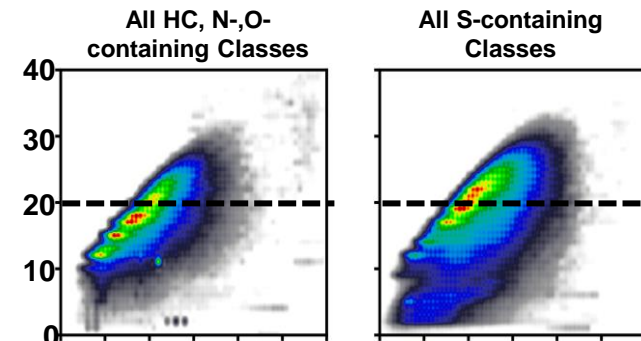 All HC, N-,O-
containing Classes
All S-containing
Classes
40
30
20
10
0